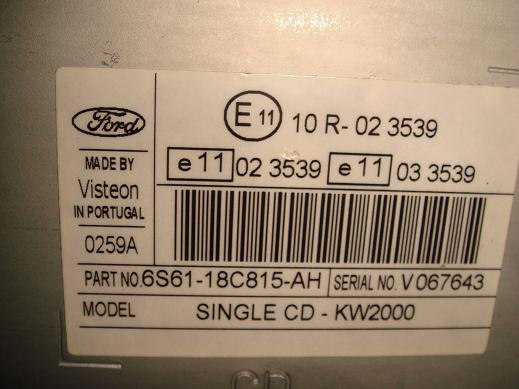 Ford
E 11 10 R- 02 3539
MADE BY
Visteon
IN PORTUGAL
e 11 02 3539 e 11 03 3539
0259A
PART NO. 6S61-18C815-AH SERIAL NO. V 067643
MODEL SINGLE CD - KW2000